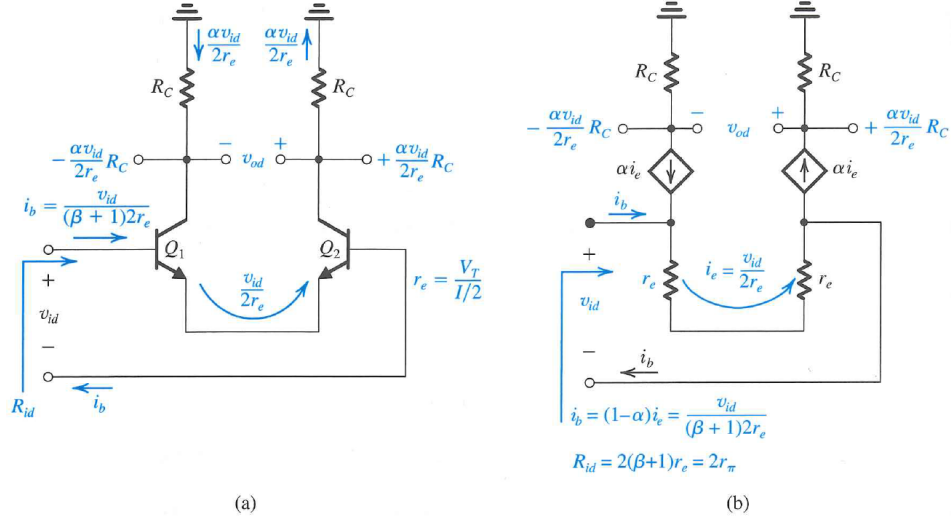 αv_id/2r_e αv_id/2r_e
R_C R_C
− αv_id/2r_e R_C − v_od + + αv_id/2r_e R_C
i_b = v_id/(β + 1)2r_e
Q_1 Q_2
+
v_id
−
v_id/2r_e
r_e = V_T/I/2
R_id
i_b
(a)
R_C R_C
− αv_id/2r_e R_C − v_od + + αv_id/2r_e R_C
αi_e αi_e
i_b
+
v_id
−
r_e i_e = v_id/2r_e r_e
i_b
i_b = (1−α)i_e = v_id/(β + 1)2r_e
R_id = 2(β+1)r_e = 2r_π
(b)